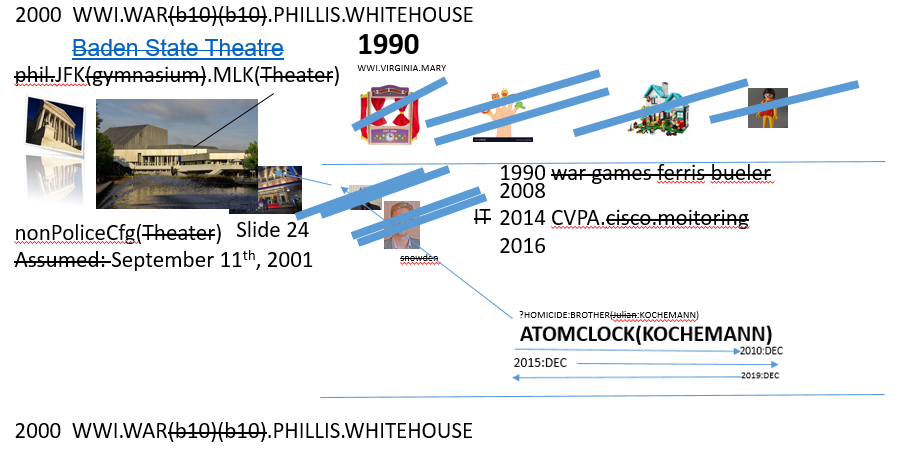 2000 WWI.WAR(b10)(b10).PHILLIS.WHITEHOUSE
Baden State Theatre
phil.JFK(gymnasium).MLK(Theater)
1990
WWI.VIRGINIA.MARY
1990 war games ferris bueler
2008
IT 2014 CVPA.cisco.moitoring
2016
nonPoliceCfg(Theater) Slide 24
Assumed: September 11th, 2001
snowden
?HOMICIDE:BROTHER(Julian:KOCHEMANN)
ATOMCLOCK(KOCHEMANN)
2010:DEC
2015:DEC
2019:DEC
2000 WWI.WAR(b10)(b10).PHILLIS.WHITEHOUSE